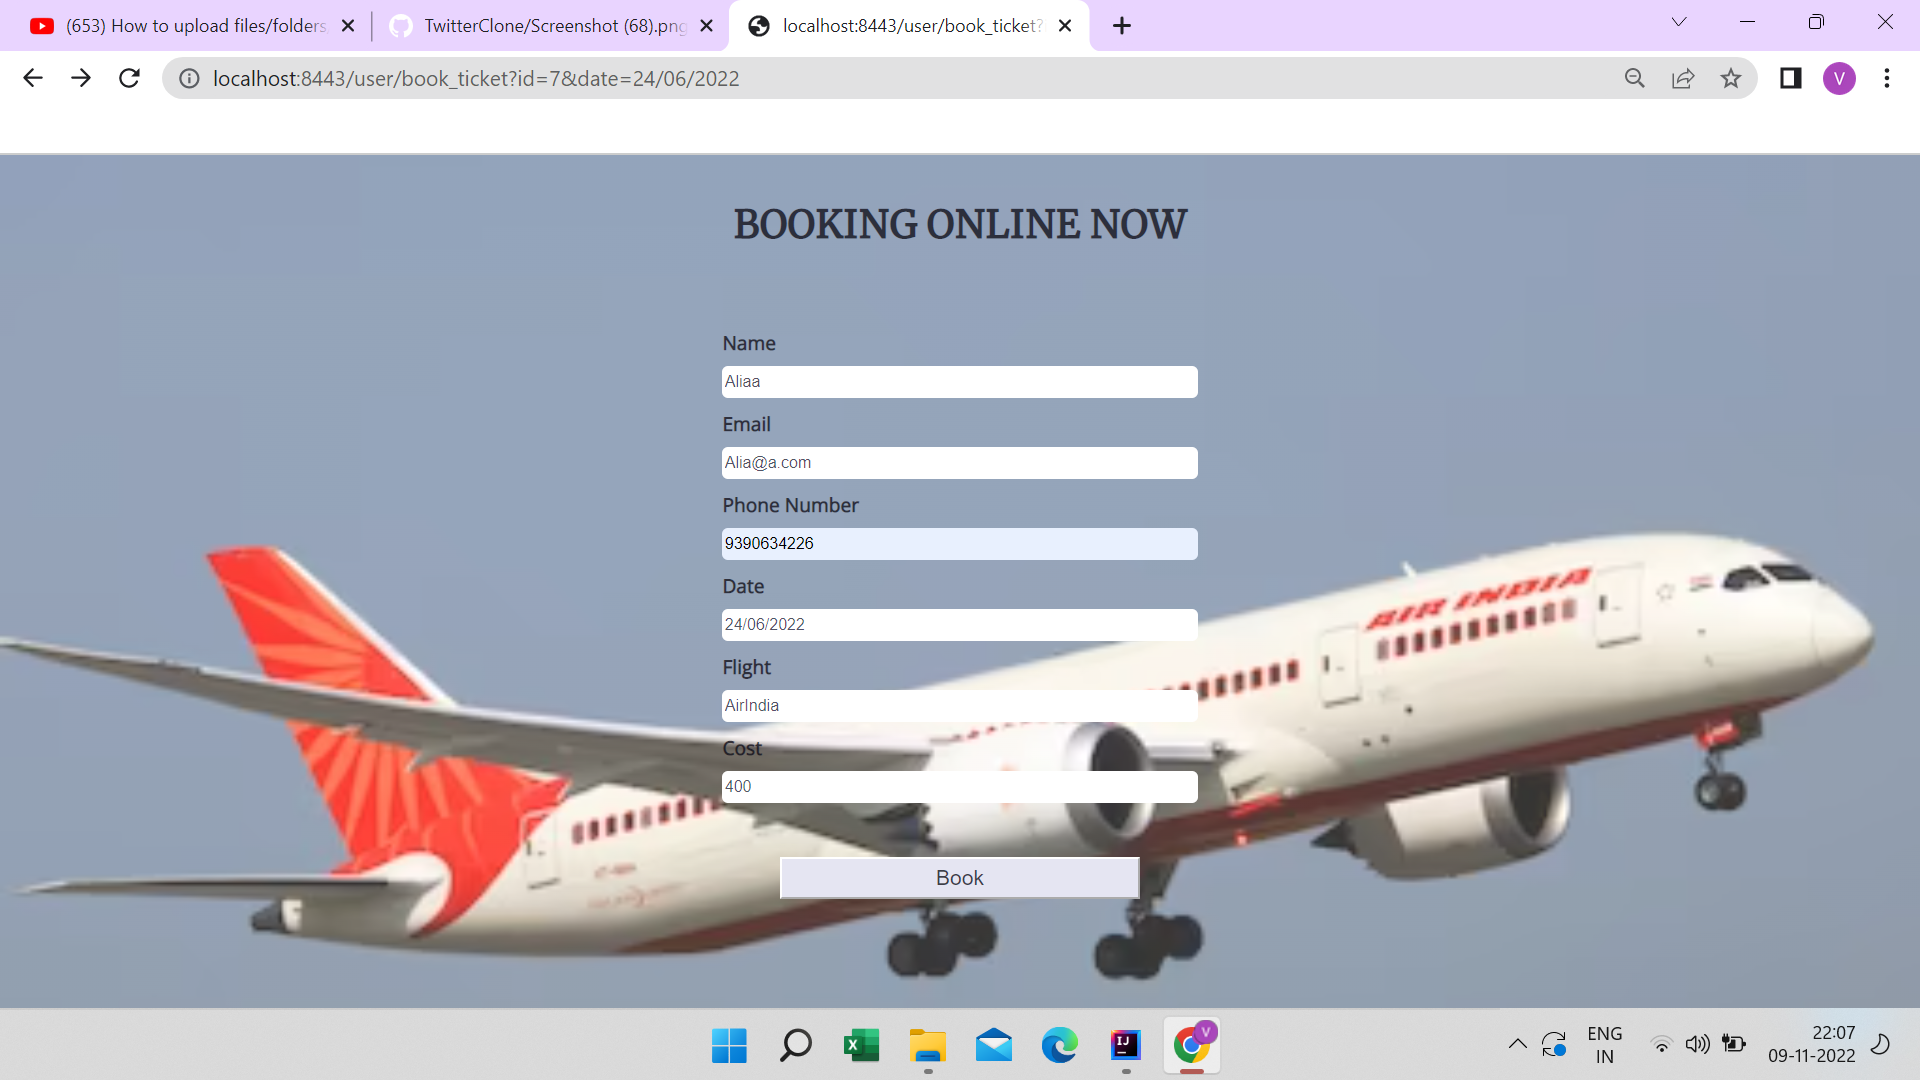 (653) How to upload files/folders
TwitterClone/Screenshot (68).png
localhost:8443/user/book_ticket?
localhost:8443/user/book_ticket?id=7&date=24/06/2022
V
BOOKING ONLINE NOW
Name
Aliaa
Email
Alia@a.com
Phone Number
9390634226
Date
24/06/2022
Flight
AirIndia
Cost
400
Book
AIR INDIA
ENG
IN
22:07
09-11-2022
IJ
V